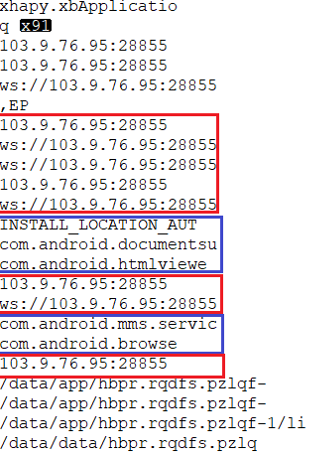 xhapy.xbApplicatio
q x91
103.9.76.95:28855
103.9.76.95:28855
ws://103.9.76.95:28855
,EP
103.9.76.95:28855
ws://103.9.76.95:28855
ws://103.9.76.95:28855
103.9.76.95:28855
ws://103.9.76.95:28855
INSTALL_LOCATION_AUT
com.android.documentsu
com.android.htmlviewe
103.9.76.95:28855
ws://103.9.76.95:28855
com.android.mms.servic
com.android.browse
103.9.76.95:28855
/data/app/hbpr.rqdfs.pzlqf-
/data/app/hbpr.rqdfs.pzlqf-
/data/app/hbpr.rqdfs.pzlqf-1/li
/data/data/hbpr.rqdfs.pzlq